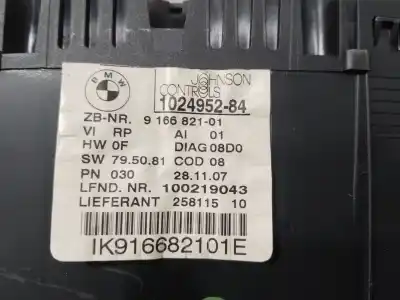 BMW
JOHNSON
CONTROLS
1024952-84
ZB-NR. 9 166 821-01
VI RP AI 01
HW 0F DIAG 08D0
SW 79.50.81 COD 08
PN 030 28.11.07
LFND. NR. 100219043
LIEFERANT 258115 10
IK916682101E